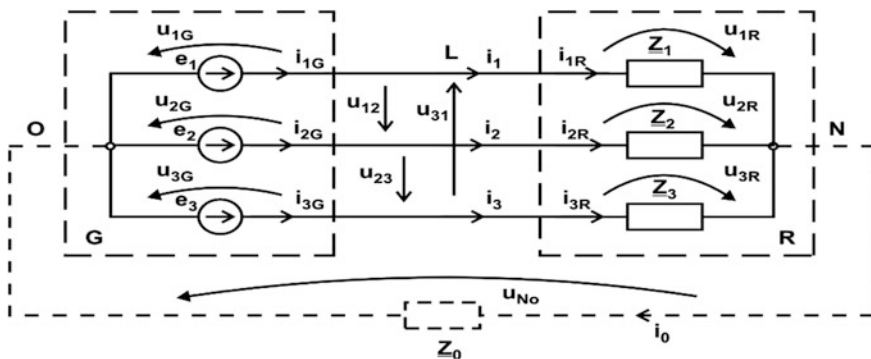 u1G i1G L i1 i1R Z1 u1R
e1
u12 u31
O u2G i2G i2 i2R Z2 u2R N
e2
u23
u3G i3G i3 i3R Z3 u3R
e3
G R
uNo
Z0 i0